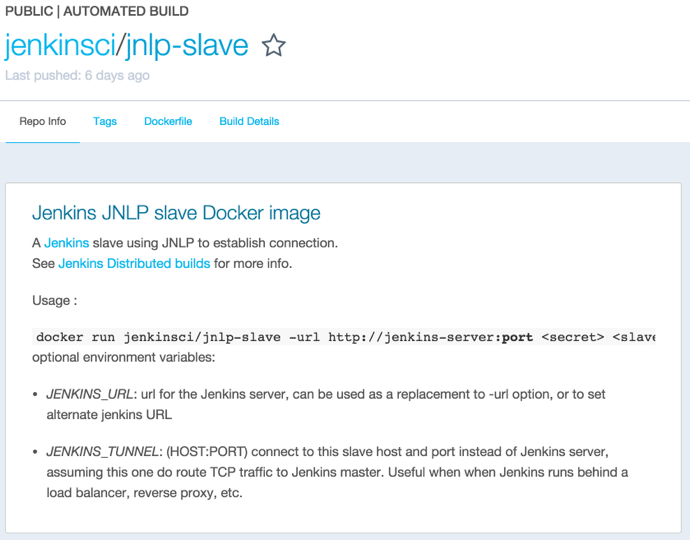 PUBLIC | AUTOMATED BUILD
jenkinsci/jnlp-slave
Last pushed: 6 days ago
Repo Info Tags Dockerfile Build Details
Jenkins JNLP slave Docker image
A Jenkins slave using JNLP to establish connection.
See Jenkins Distributed builds for more info.
Usage :
docker run jenkinsci/jnlp-slave -url http://jenkins-server:port <secret> <slave
optional environment variables:
• JENKINS_URL: url for the Jenkins server, can be used as a replacement to -url option, or to set
alternate jenkins URL
• JENKINS_TUNNEL: (HOST:PORT) connect to this slave host and port instead of Jenkins server,
assuming this one do route TCP traffic to Jenkins master. Useful when when Jenkins runs behind a
load balancer, reverse proxy, etc.